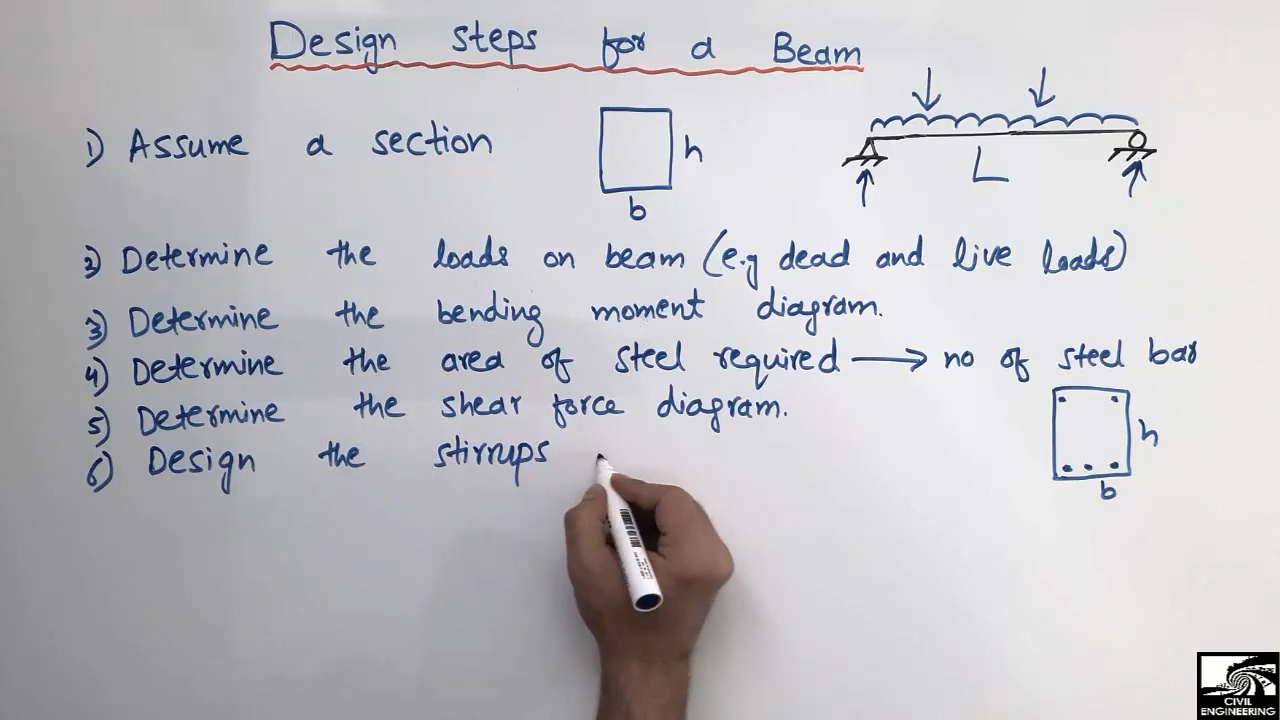 Design steps for a Beam
1) Assume a section
h
b
L
2) Determine the loads on beam (e.g dead and live loads)
3) Determine the bending moment diagram.
4) Determine the area of steel required → no of steel bar
5) Determine the shear force diagram.
h
b
6) Design the stirrups
CIVIL
ENGINEERING